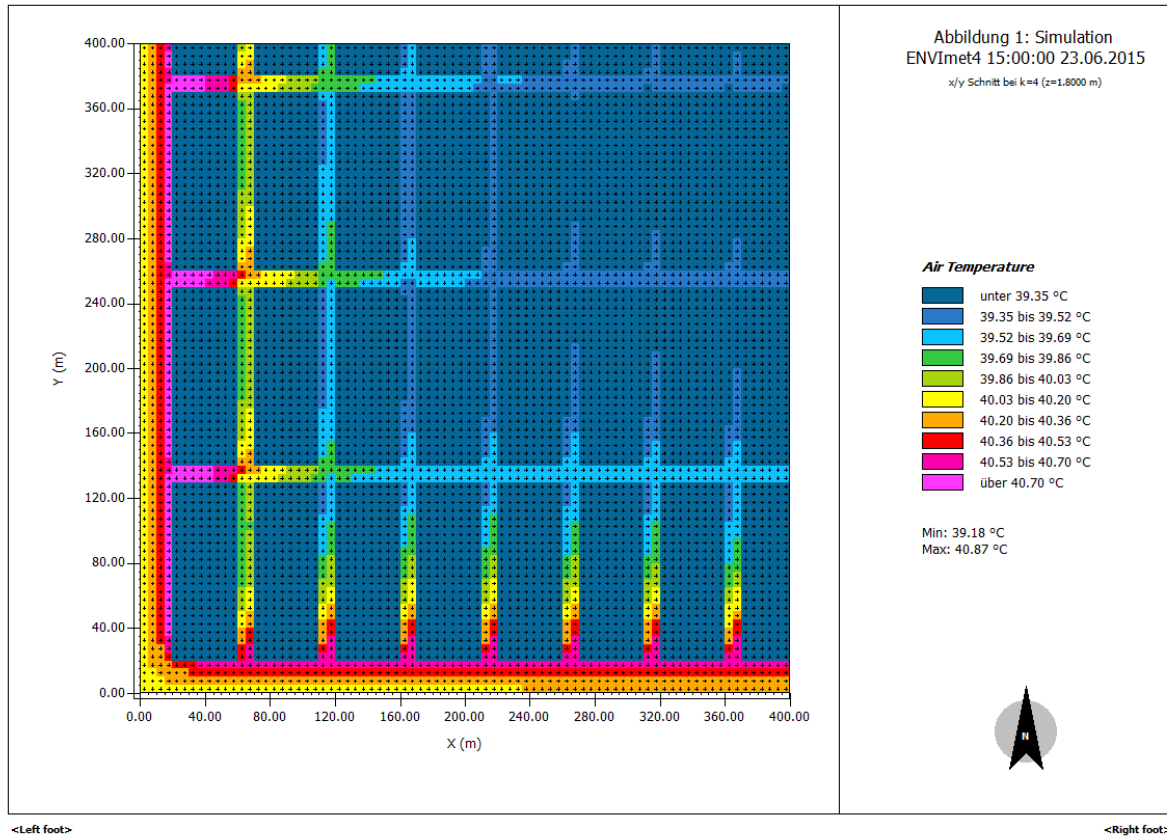 Abbildung 1: Simulation
ENVImet4 15:00:00 23.06.2015
x/y Schnitt bei k=4 (z=1.8000 m)
400.00
360.00
320.00
280.00
240.00
200.00
160.00
120.00
80.00
40.00
0.00
Y (m)
0.00 40.00 80.00 120.00 160.00 200.00 240.00 280.00 320.00 360.00 400.00
X (m)
Air Temperature
unter 39.35 °C
39.35 bis 39.52 °C
39.52 bis 39.69 °C
39.69 bis 39.86 °C
39.86 bis 40.03 °C
40.03 bis 40.20 °C
40.20 bis 40.36 °C
40.36 bis 40.53 °C
40.53 bis 40.70 °C
über 40.70 °C
Min: 39.18 °C
Max: 40.87 °C
N
<Left foot>
<Right foot>